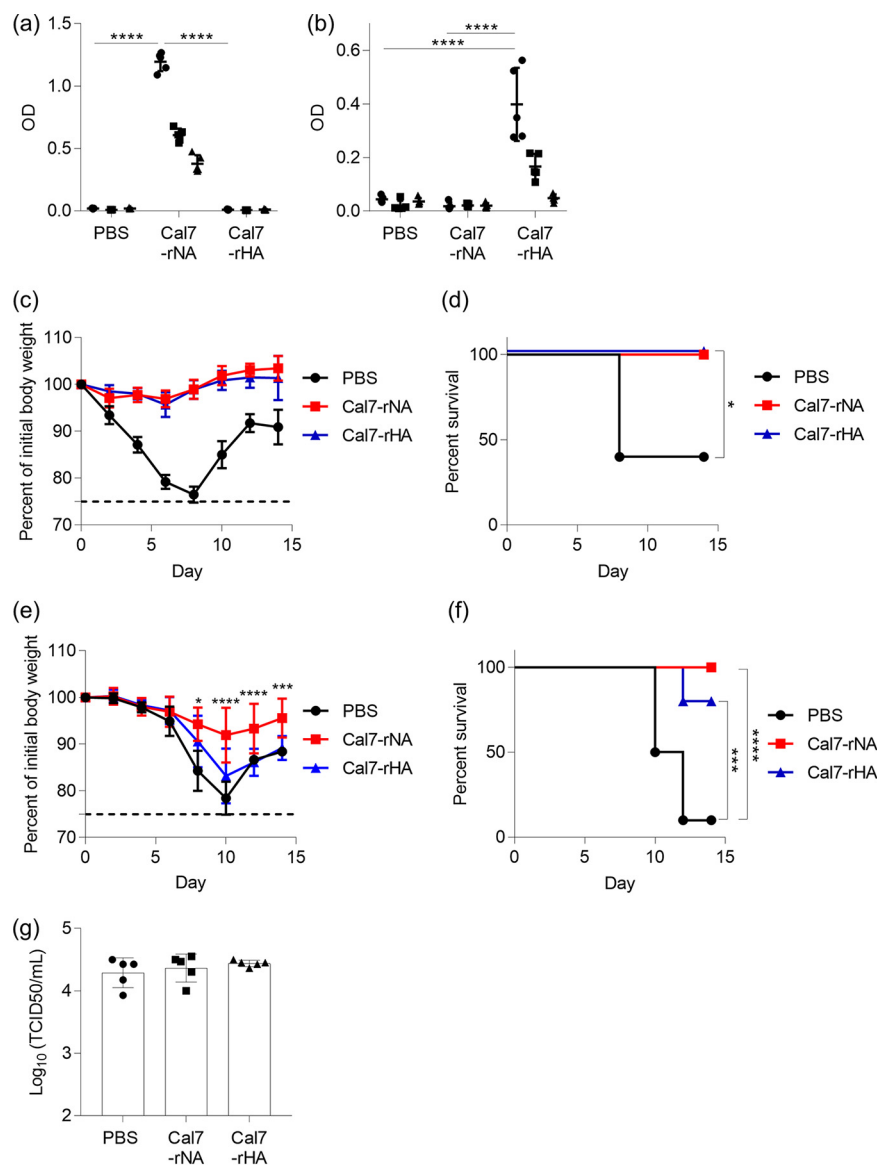 (a)
1.5
1.0
0.5
0.0
OD
**** ****
PBS Cal7 -rNA Cal7 -rHA
(b)
0.6
0.4
0.2
0.0
OD
****
****
PBS Cal7 -rNA Cal7 -rHA
(c)
Percent of initial body weight
110
100
90
80
70
0 5 10 15
Day
PBS
Cal7-rNA
Cal7-rHA
(d)
Percent survival
100
50
0
0 5 10 15
Day
PBS
Cal7-rNA
Cal7-rHA
*
(e)
Percent of initial body weight
110
100
90
80
70
* **** **** ***
0 5 10 15
Day
PBS
Cal7-rNA
Cal7-rHA
(f)
Percent survival
100
50
0
0 5 10 15
Day
PBS
Cal7-rNA
Cal7-rHA
***
****
(g)
Log10 (TCID50/mL)
5
4
3
2
PBS Cal7 -rNA Cal7 -rHA